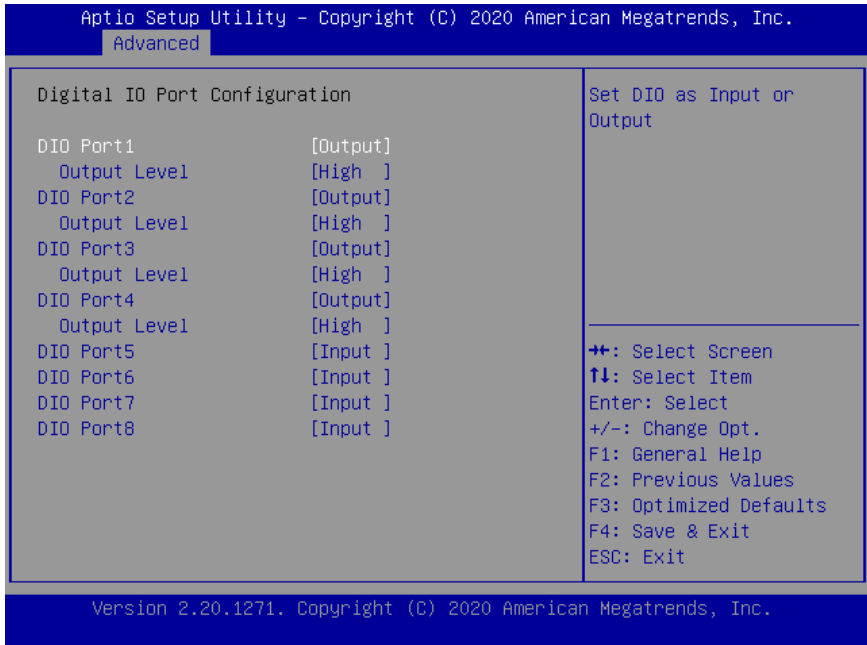 Aptio Setup Utility – Copyright (C) 2020 American Megatrends, Inc.
Advanced
Digital IO Port Configuration
DIO Port1 [Output]
Output Level [High ]
DIO Port2 [Output]
Output Level [High ]
DIO Port3 [Output]
Output Level [High ]
DIO Port4 [Output]
Output Level [High ]
DIO Port5 [Input ]
DIO Port6 [Input ]
DIO Port7 [Input ]
DIO Port8 [Input ]
Set DIO as Input or
Output
→←: Select Screen
↑↓: Select Item
Enter: Select
+/-: Change Opt.
F1: General Help
F2: Previous Values
F3: Optimized Defaults
F4: Save & Exit
ESC: Exit
Version 2.20.1271. Copyright (C) 2020 American Megatrends, Inc.